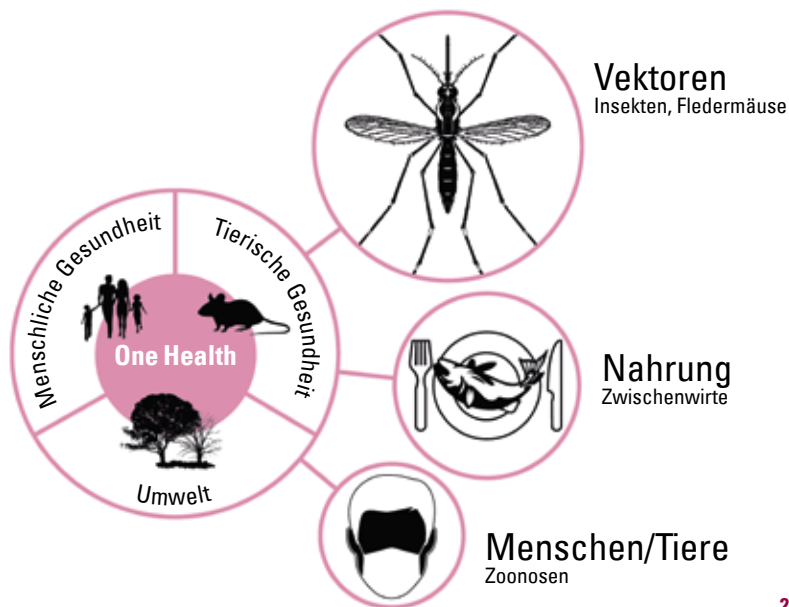 Vektoren
Insekten, Fledermäuse
Menschliche Gesundheit
Tierische Gesundheit
One Health
Umwelt
Nahrung
Zwischenwirte
Menschen/Tiere
Zoonosen
2